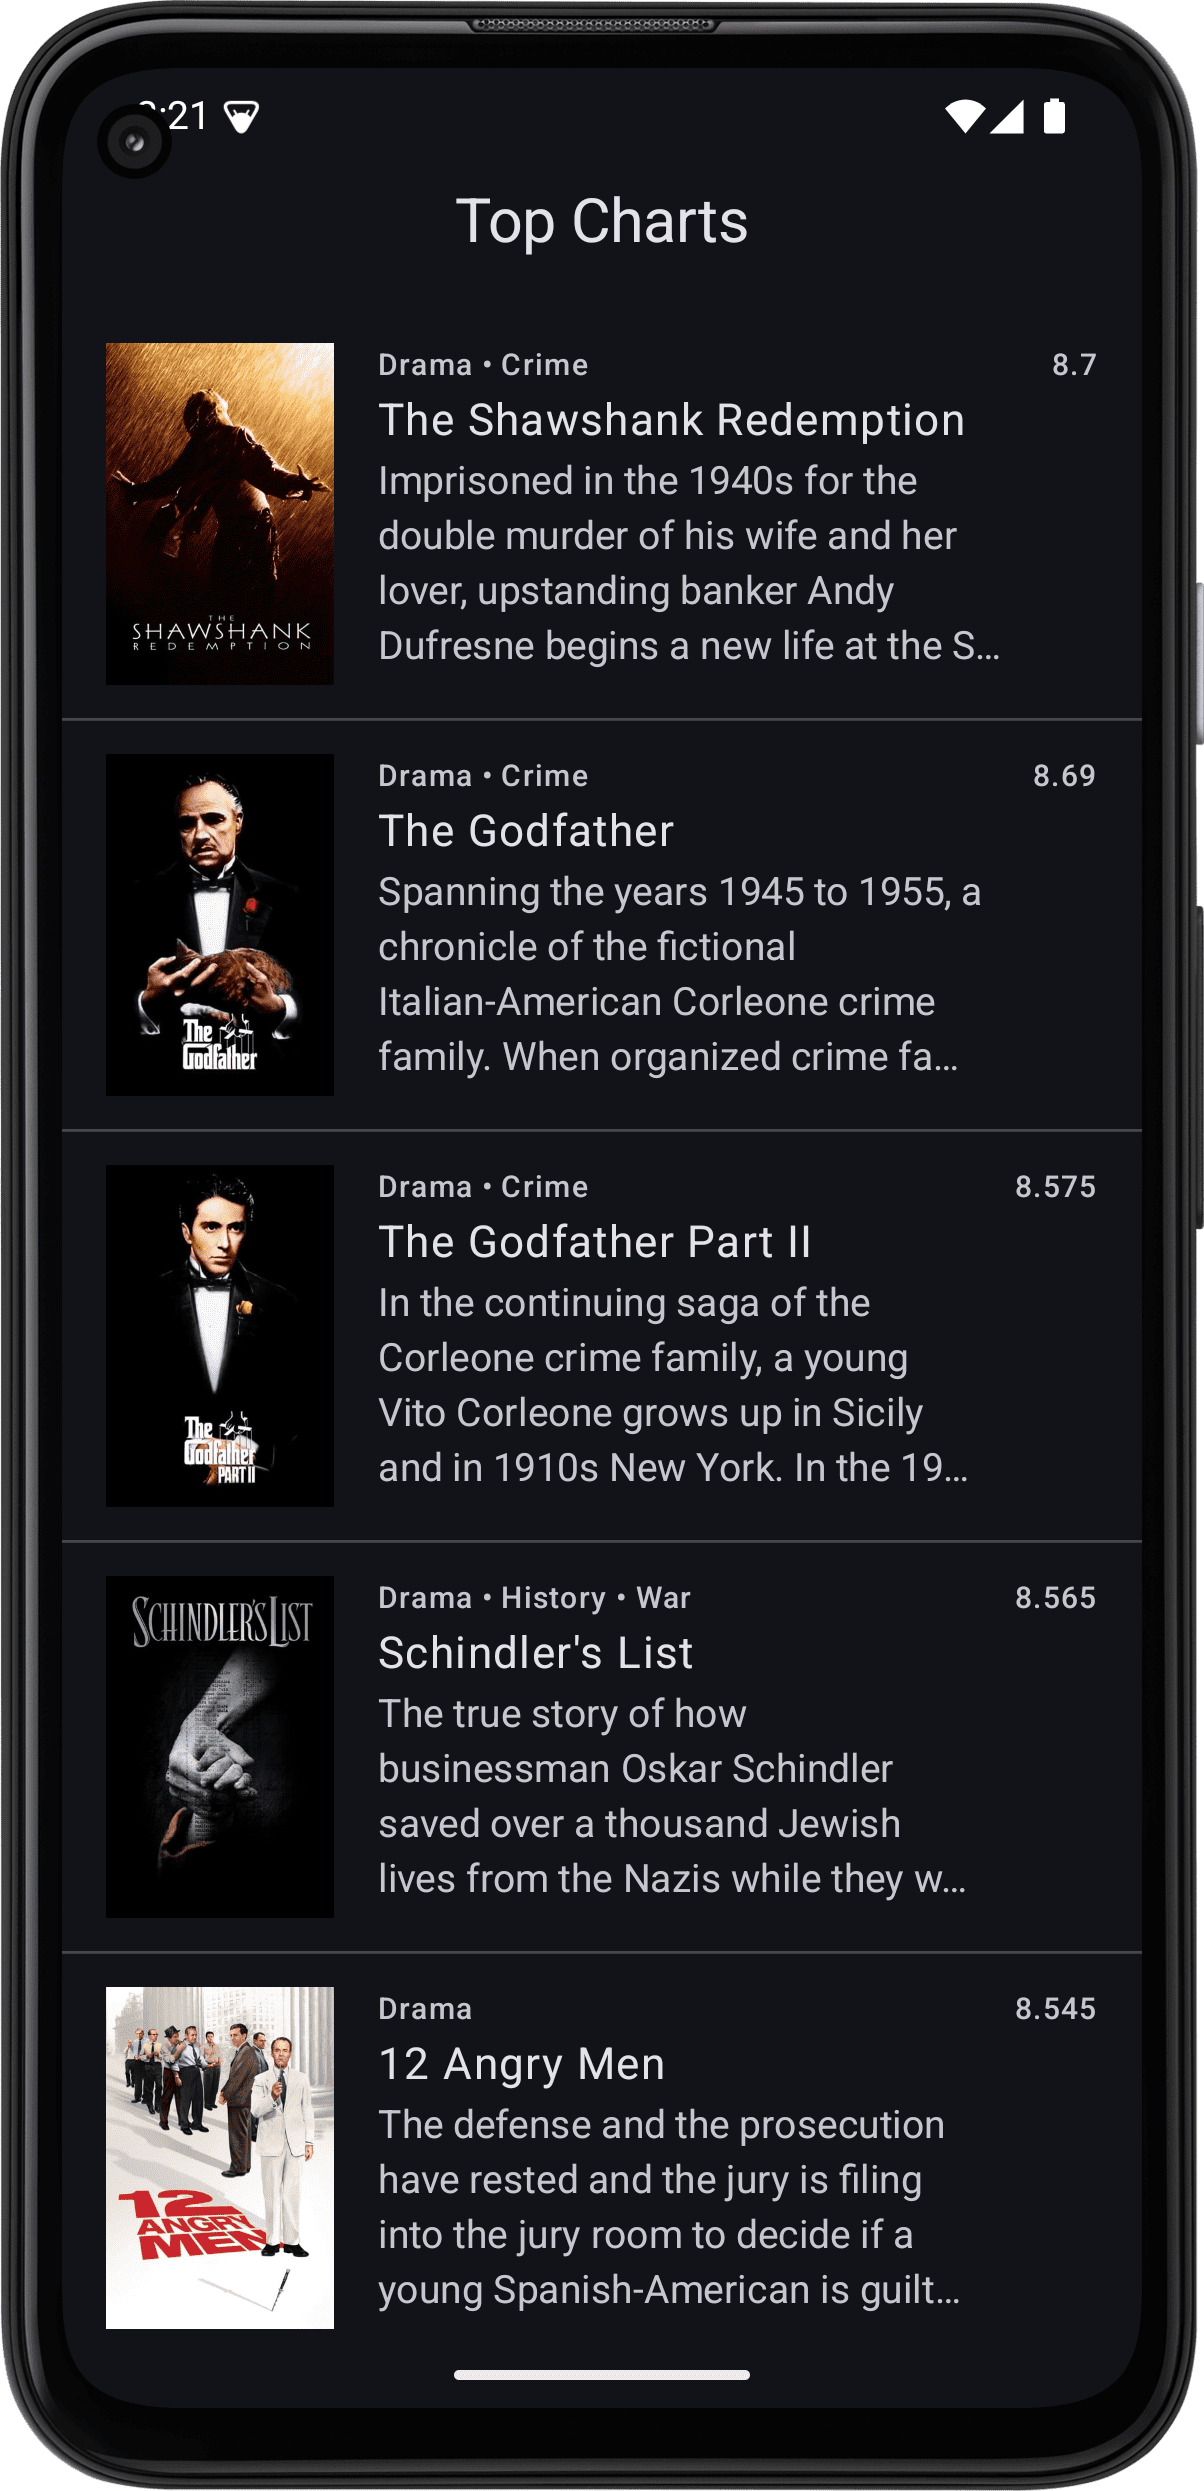 :21
Top Charts
Drama • Crime 8.7
The Shawshank Redemption
Imprisoned in the 1940s for the
double murder of his wife and her
lover, upstanding banker Andy
Dufresne begins a new life at the S...
THE
SHAWSHANK
REDEMPTION
Drama • Crime 8.69
The Godfather
Spanning the years 1945 to 1955, a
chronicle of the fictional
Italian-American Corleone crime
family. When organized crime fa...
The
Godfather
Drama • Crime 8.575
The Godfather Part II
In the continuing saga of the
Corleone crime family, a young
Vito Corleone grows up in Sicily
and in 1910s New York. In the 19...
The
Godfather
PART II
Drama • History • War 8.565
SCHINDLER'S LIST
Schindler's List
The true story of how
businessman Oskar Schindler
saved over a thousand Jewish
lives from the Nazis while they w...
Drama 8.545
12 Angry Men
The defense and the prosecution
have rested and the jury is filing
into the jury room to decide if a
young Spanish-American is guilt...
12
ANGRY
MEN